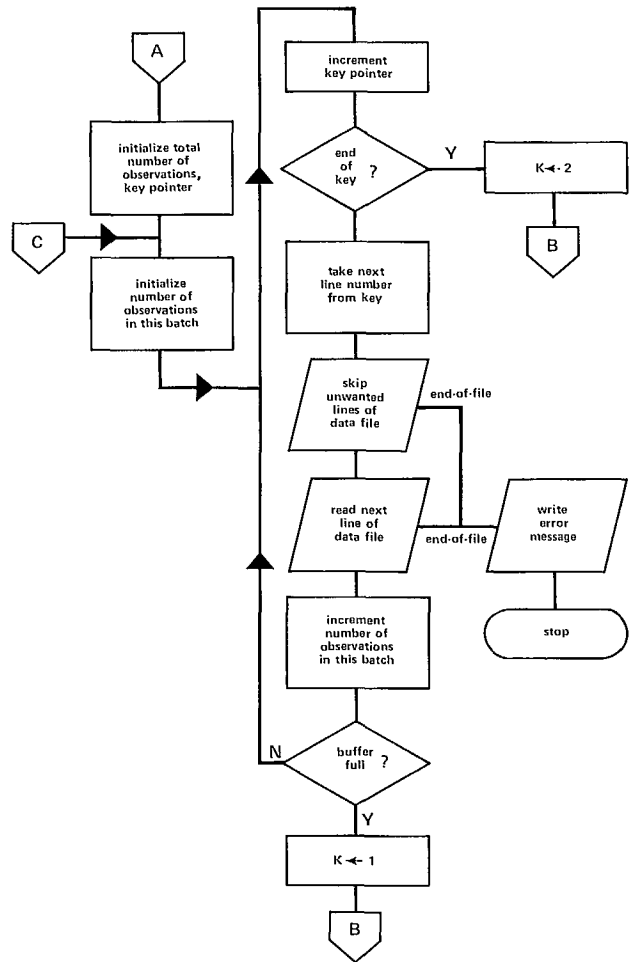 A
initialize total
number of
observations,
key pointer
C
initialize
number of
observations
in this batch
increment
key pointer
end
of
key ?
Y
K← 2
B
take next
line number
from key
skip
unwanted
lines of
data file
end-of-file
read next
line of
data file
end-of-file
write
error
message
stop
increment
number of
observations
in this batch
buffer
full ?
N
Y
K← 1
B